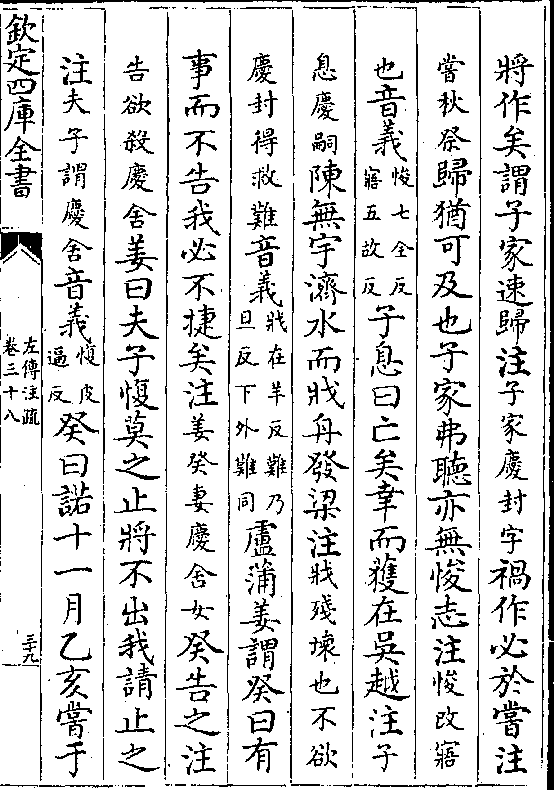 將作矣謂子家速歸注子家慶封字禍作必於嘗注
嘗秋祭歸猶可及也子家弗聽亦無悛志注悛改寤
也音義悛七全反寤五故反子息曰亡矣幸而獲在吳越注子
息慶嗣陳無宇濟水而戕舟發梁注戕殘壞也不欲
慶封得救難音義戕在羊反難乃旦反下外難同盧蒲姜謂癸曰有
事而不告我必不捷矣注姜癸妻慶舍女癸告之注
告欲殺慶舍姜曰夫子愎莫之止將不出我請止之
注夫子謂慶舍音義愎皮逼反癸曰諾十一月乙亥嘗于
欽定四庫全書
左傳注疏
卷三十八
三十九